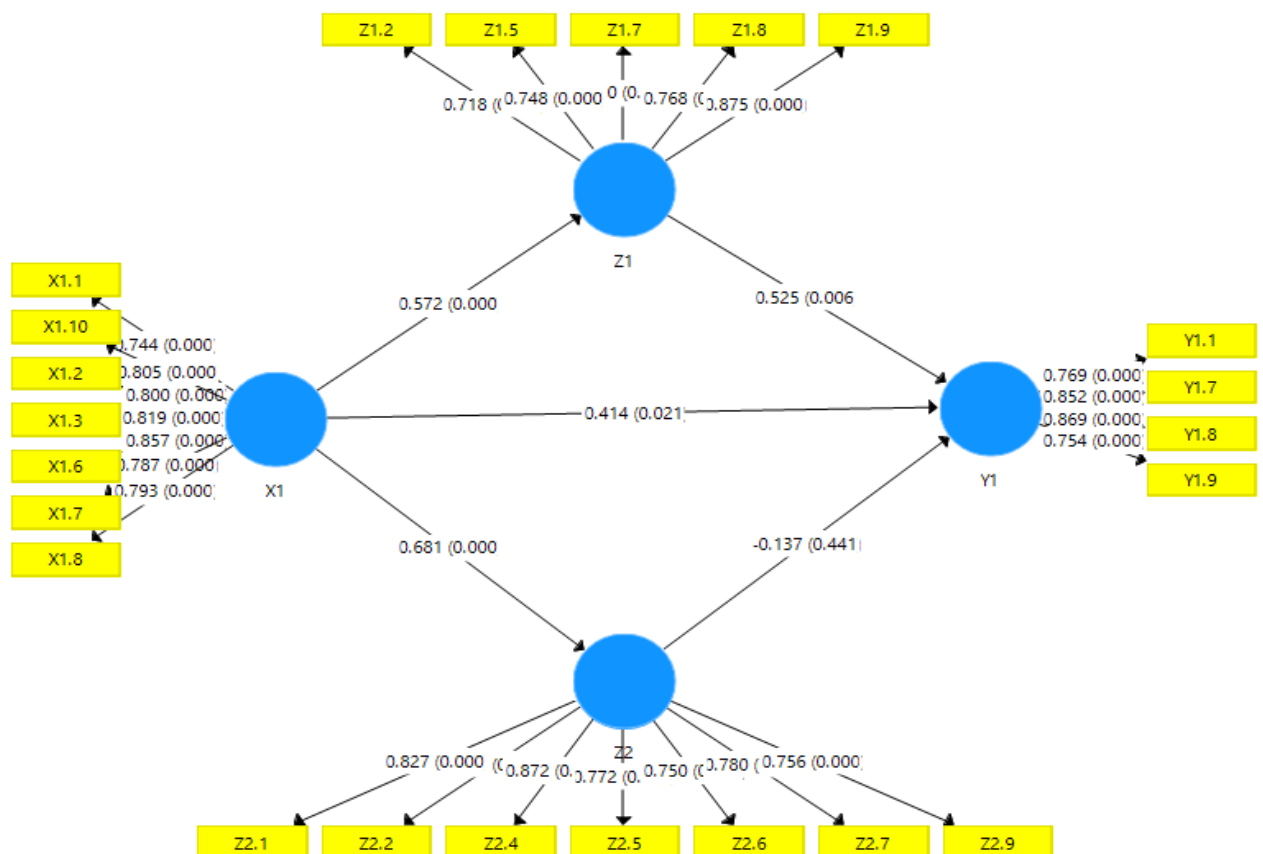 Z1.2
Z1.5
Z1.7
Z1.8
Z1.9
0.718 (
0.748 (0.000
0 (0.
0.768 (
0.875 (0.000)
Z1
0.572 (0.000
0.525 (0.006
X1.1
X1.10
X1.2
X1.3
X1.6
X1.7
X1.8
0.744 (0.000)
0.805 (0.000
0.800 (0.000
0.819 (0.000)
0.857 (0.000
0.787 (0.000)
0.793 (0.000)
X1
0.414 (0.021)
0.769 (0.000)
0.852 (0.000)
0.869 (0.000)
0.754 (0.000)
Y1
Y1.1
Y1.7
Y1.8
Y1.9
0.681 (0.000
-0.137 (0.441)
Z2
0.827 (0.000
0.872 (0.
0.772 (0.
0.750 (
0.780 (
0.756 (0.000)
Z2.1
Z2.2
Z2.4
Z2.5
Z2.6
Z2.7
Z2.9